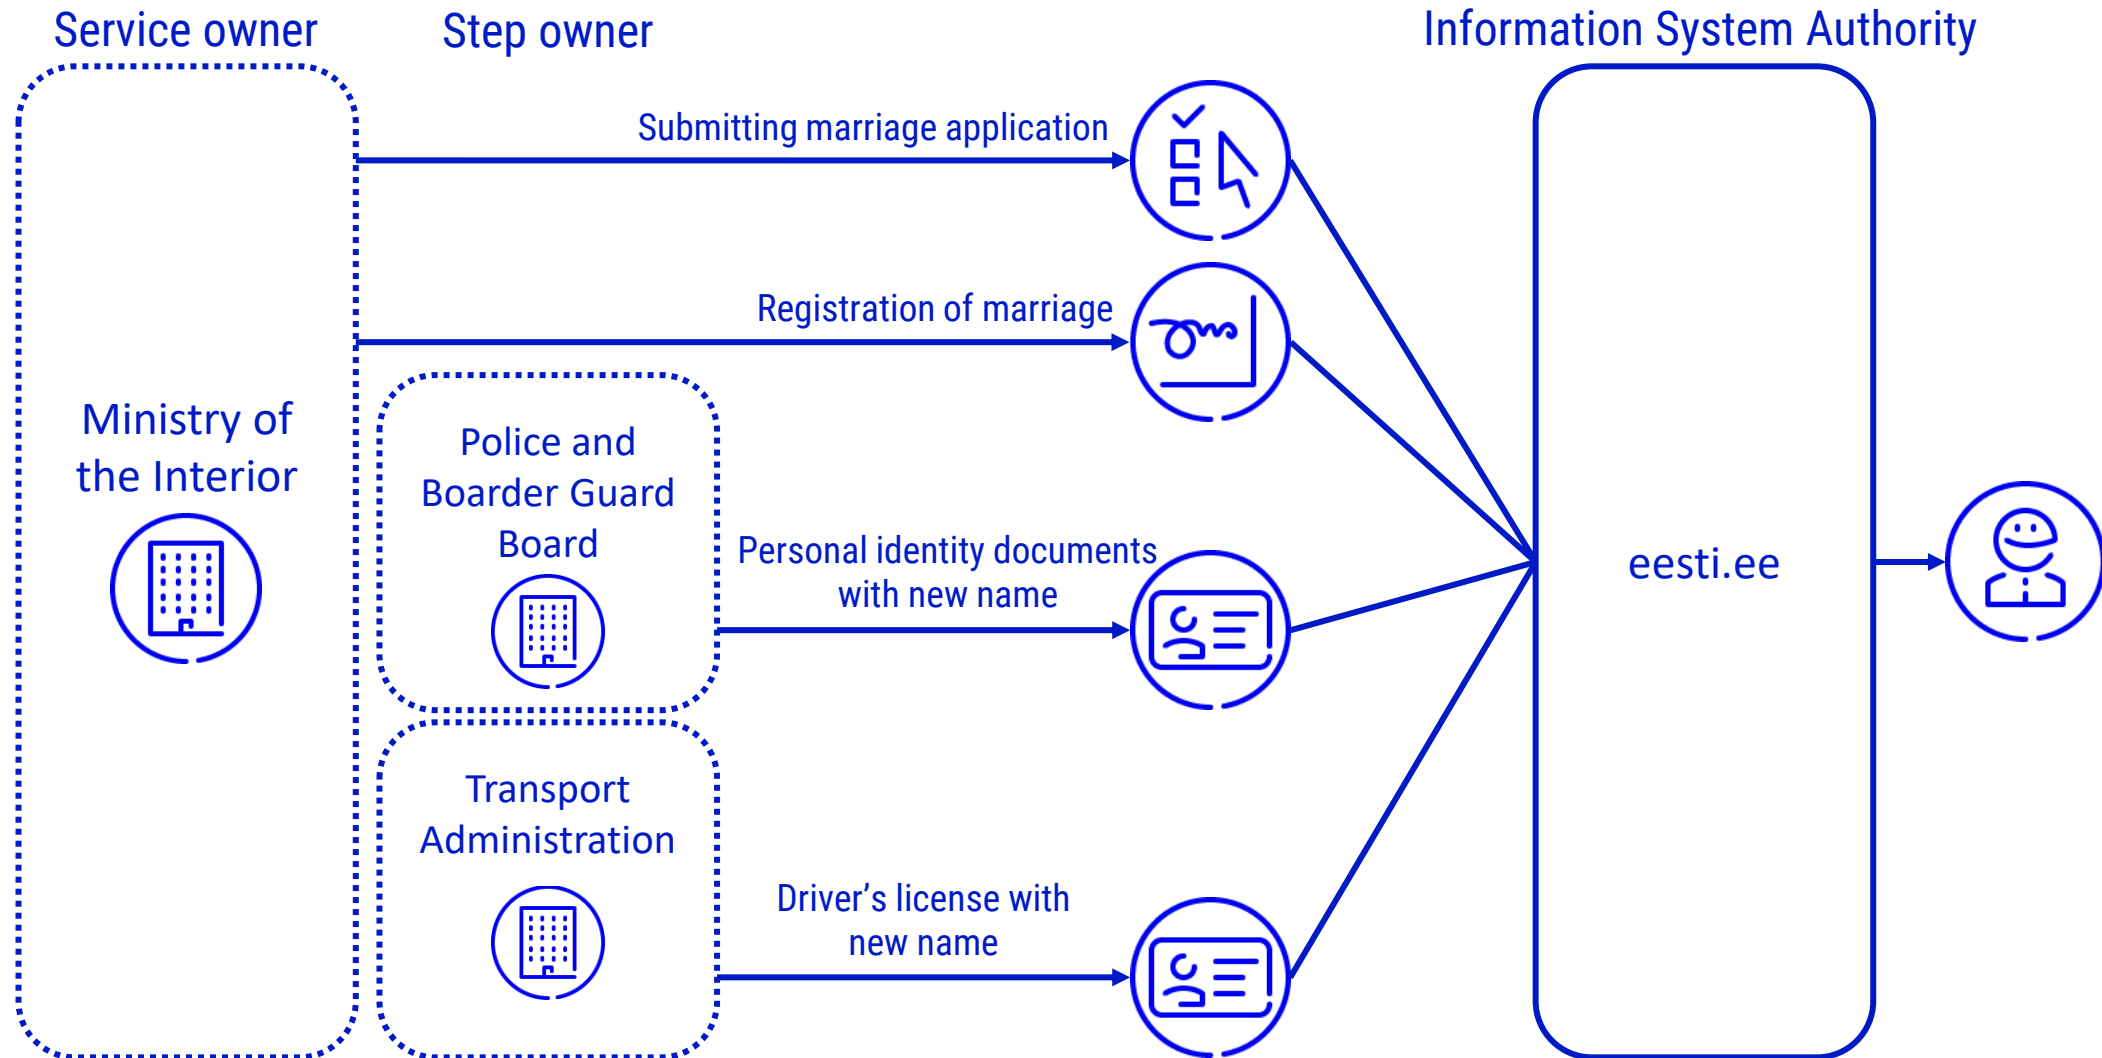 Service owner
Step owner
Information System Authority
Submitting marriage application
Registration of marriage
Ministry of
the Interior
Police and
Boarder Guard
Board
Personal identity documents
with new name
eesti.ee
Transport
Administration
Driver’s license with
new name